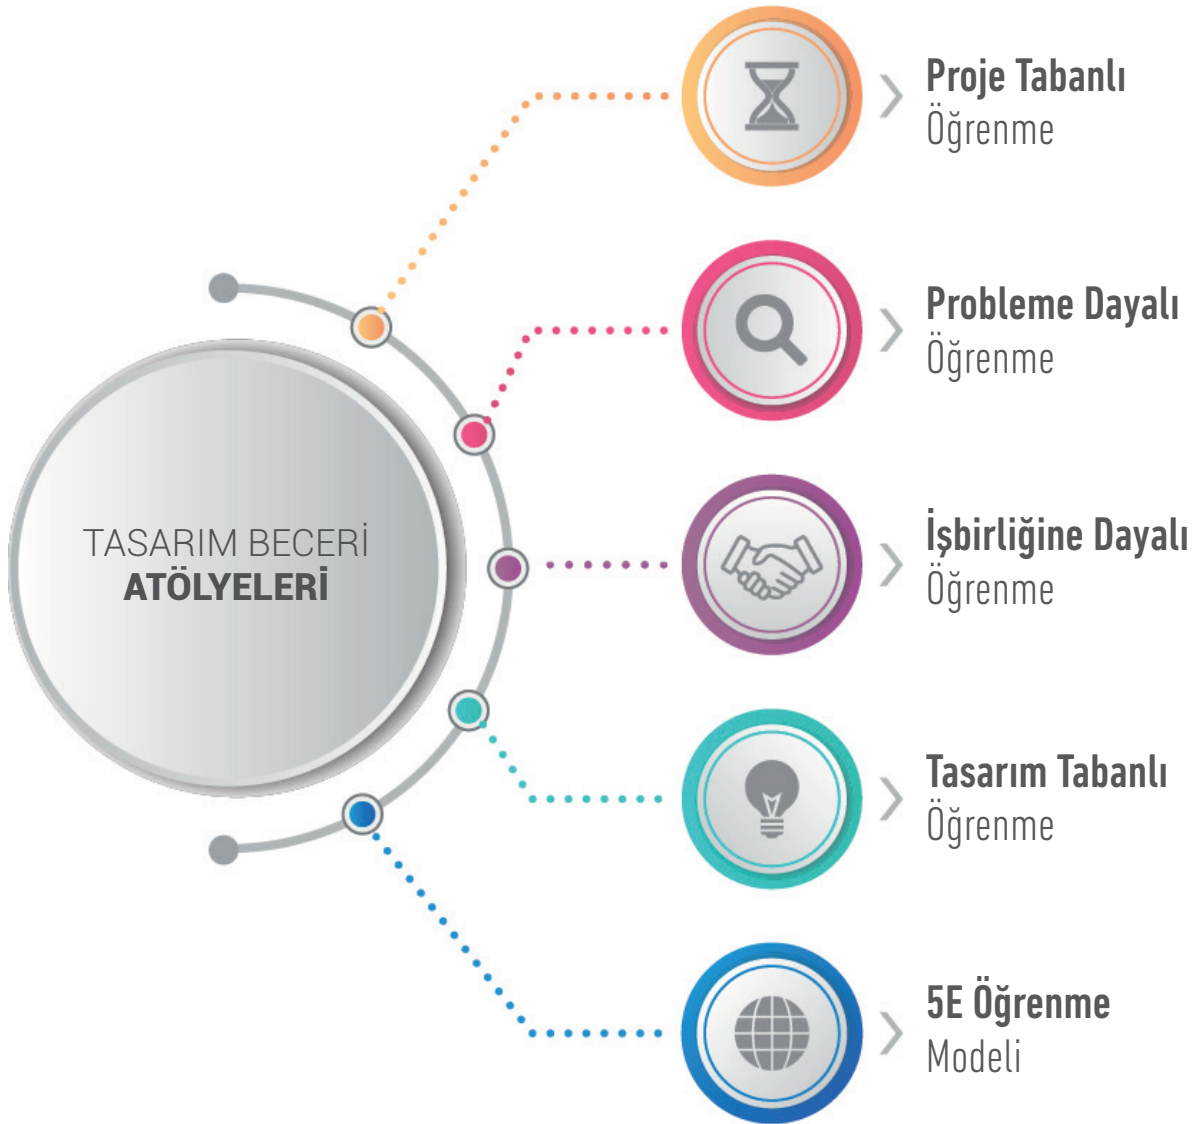 TASARIM BECERİ
ATÖLYELERİ
Proje Tabanlı
Öğrenme
Probleme Dayalı
Öğrenme
İşbirliğine Dayalı
Öğrenme
Tasarım Tabanlı
Öğrenme
5E Öğrenme
Modeli